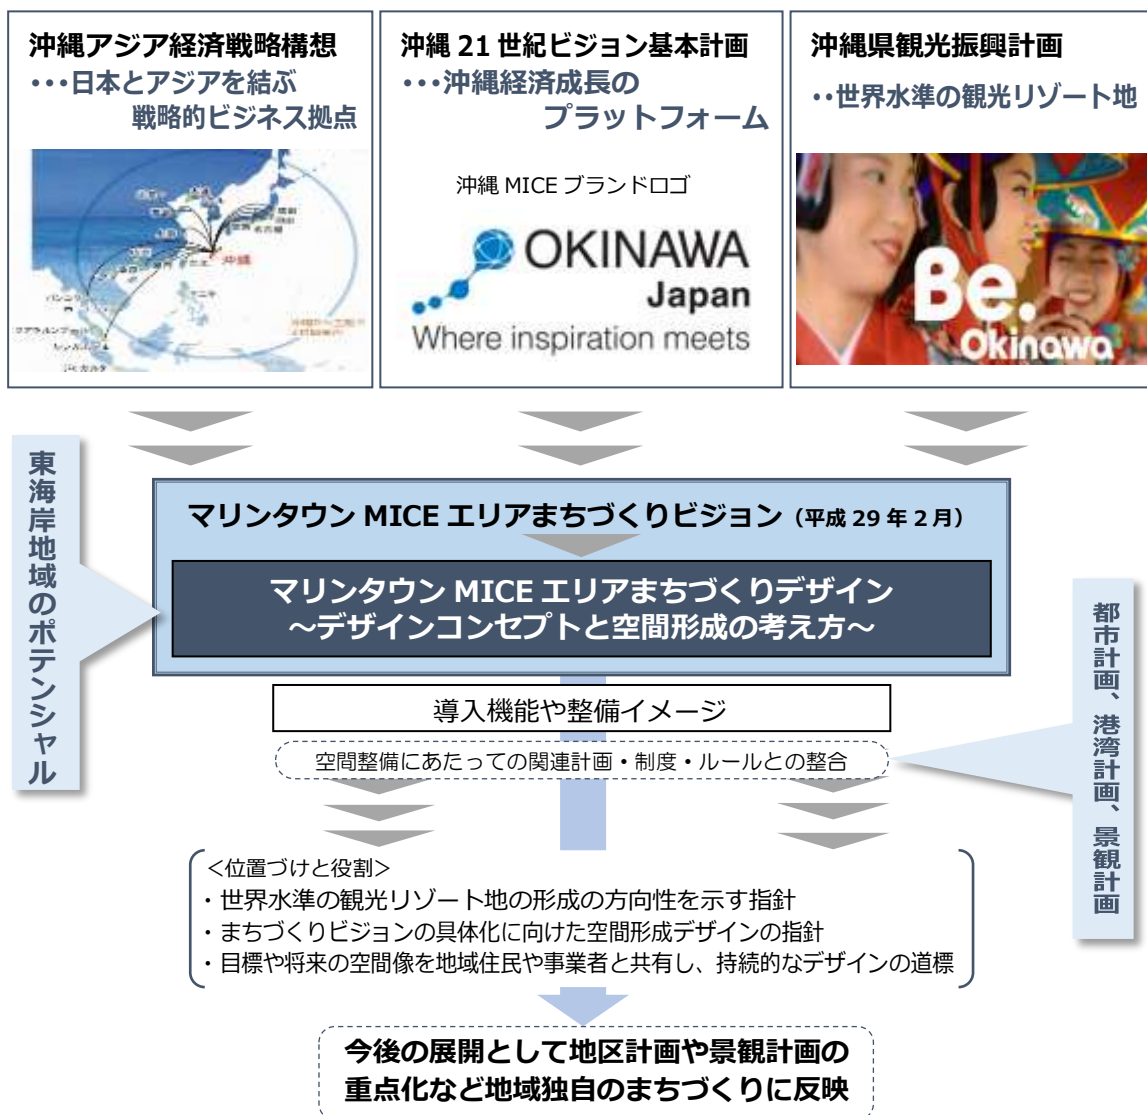 沖縄アジア経済戦略構想
･･･日本とアジアを結ぶ
戦略的ビジネス拠点
沖縄
マニラ
沖縄 21 世紀ビジョン基本計画
･･･沖縄経済成長の
プラットフォーム
沖縄 MICE ブランドロゴ
OKINAWA
Japan
Where inspiration meets
沖縄県観光振興計画
･･世界水準の観光リゾート地
Be.
Okinawa
東海岸地域のポテンシャル
マリンタウン MICE エリアまちづくりビジョン（平成 29 年 2 月）
マリンタウン MICE エリアまちづくりデザイン
～デザインコンセプトと空間形成の考え方～
導入機能や整備イメージ
空間整備にあたっての関連計画・制度・ルールとの整合
都市計画、港湾計画、景観計画
＜位置づけと役割＞
・世界水準の観光リゾート地の形成の方向性を示す指針
・まちづくりビジョンの具体化に向けた空間形成デザインの指針
・目標や将来の空間像を地域住民や事業者と共有し、持続的なデザインの道標
今後の展開として地区計画や景観計画の
重点化など地域独自のまちづくりに反映